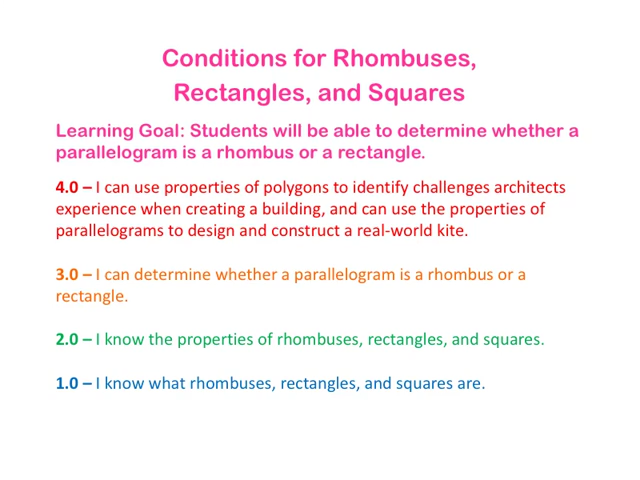 Conditions for Rhombuses,
Rectangles, and Squares
Learning Goal: Students will be able to determine whether a
parallelogram is a rhombus or a rectangle.
4.0 – I can use properties of polygons to identify challenges architects
experience when creating a building, and can use the properties of
parallelograms to design and construct a real-world kite.
3.0 – I can determine whether a parallelogram is a rhombus or a
rectangle.
2.0 – I know the properties of rhombuses, rectangles, and squares.
1.0 – I know what rhombuses, rectangles, and squares are.